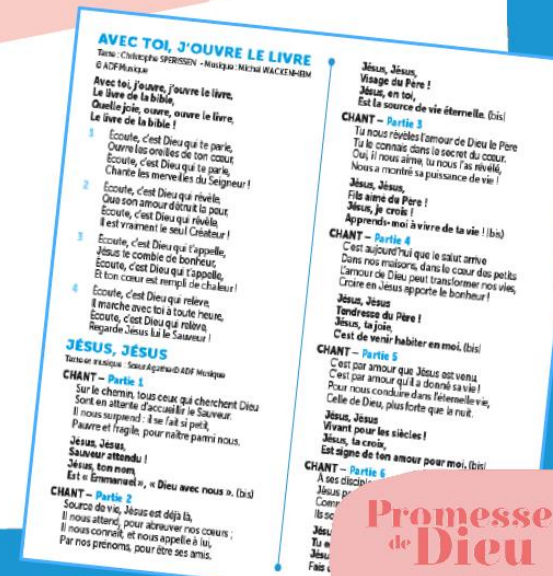 AVEC TOI, J'OUVRE LE LIVRE
Texte : Christophe SPERISSEN - Musique : Michel WACKENHEIM
© ADF Musique
Avec toi, j'ouvre, j'ouvre le livre,
Le livre de la bible,
Quelle joie, ouvre, ouvre le livre,
Le livre de la bible !
1 Écoute, c'est Dieu qui te parle,
Ouvre les oreilles de ton cœur,
Écoute, c'est Dieu qui te parle,
Chante les merveilles du Seigneur !
2 Écoute, c'est Dieu qui révèle,
Que son amour détruit la peur,
Écoute, c'est Dieu qui révèle,
Il est vraiment le seul Créateur !
3 Écoute, c'est Dieu qui t'appelle,
Jésus te comble de bonheur,
Écoute, c'est Dieu qui t'appelle,
Et ton cœur est rempli de chaleur !
4 Écoute, c'est Dieu qui relève,
Il marche avec toi à toute heure,
Écoute, c'est Dieu qui relève,
Regarde Jésus lui le Sauveur !
JÉSUS, JÉSUS
Texte et musique : Sœur Agathe © ADF Musique
CHANT – Partie 1
Sur le chemin, tous ceux qui cherchent Dieu
Sont en attente d'accueillir le Sauveur.
Il nous surprend : il se fait si petit,
Pauvre et fragile, pour naître parmi nous.
Jésus, Jésus,
Sauveur attendu !
Jésus, ton nom,
Est « Emmanuel », « Dieu avec nous ». (bis)
CHANT – Partie 2
Source de vie, Jésus est déjà là,
Il nous attend, pour abreuver nos cœurs ;
Il nous connaît, et nous appelle à lui,
Par nos prénoms, pour être ses amis.
Jésus, Jésus,
Visage du Père !
Jésus, en toi,
Est la source de vie éternelle. (bis)
CHANT – Partie 3
Tu nous révèles l'amour de Dieu le Père
Tu le connais dans le secret du cœur.
Oui, il nous aime, tu nous l'as révélé,
Nous a montré sa puissance de vie !
Jésus, Jésus,
Fils aimé du Père !
Jésus, je crois !
Apprends-moi à vivre de ta vie ! (bis)
CHANT – Partie 4
C'est aujourd'hui que le salut arrive
Dans nos maisons, dans le cœur des petits
L'amour de Dieu peut transformer nos vies,
Croire en Jésus apporte le bonheur !
Jésus, Jésus
Tendresse du Père !
Jésus, ta joie,
C'est de venir habiter en moi. (bis)
CHANT – Partie 5
C'est par amour que Jésus est venu
C'est par amour qu'il a donné sa vie !
Pour nous conduire dans l'éternelle vie,
Celle de Dieu, plus forte que la nuit.
Jésus, Jésus
Vivant pour les siècles !
Jésus, ta croix,
Est signe de ton amour pour moi. (bis)
CHANT – Partie 6
À ses
Jésus
Ils
Jésu
Tu
Jésu
Fais
Promesse
de Dieu